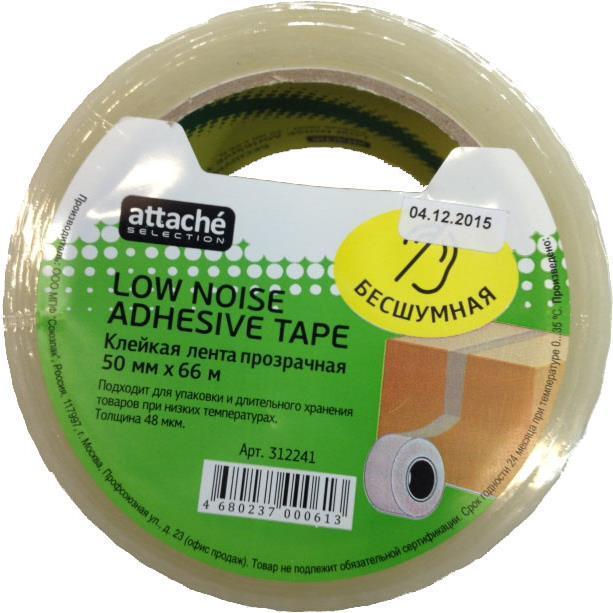 attaché
SELECTION
04.12.2015
БЕСШУМНАЯ
LOW NOISE
ADHESIVE TAPE
Клейкая лента прозрачная
50 мм х 66 м
Подходит для упаковки и длительного хранения
товаров при низких температурах.
Толщина 48 мкм.
Арт. 312241
4 680237 000613
Производитель: ООО МПФ "Союзпак", Россия, 117997, г. Москва, Профсоюзная ул., д. 23 (офис продаж). Товар не подлежит обязательной сертификации. Срок годности 24 месяца при температуре 0...35 ºС. Произведено: